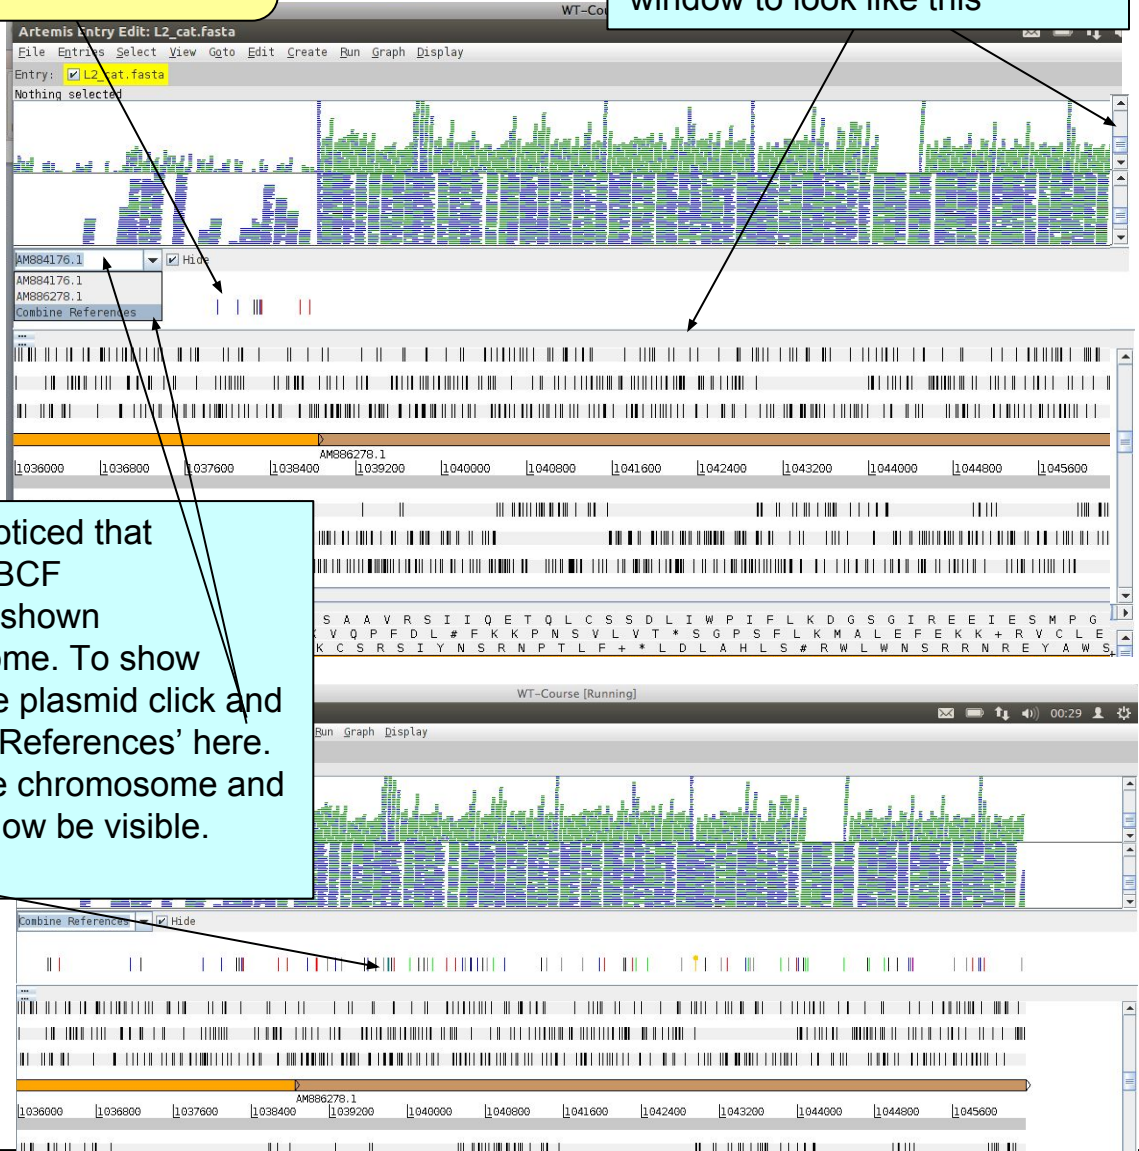 WT-Cou
window to look like this
Artemis Entry Edit: L2_cat.fasta
File Entries Select View Goto Edit Create Run Graph Display
Entry: L2_cat.fasta
Nothing selected
AM884176.1 Hide
AM884176.1
AM886278.1
Combine References
AM886278.1
1036000 1036800 1037600 1038400 1039200 1040000 1040800 1041600 1042400 1043200 1044000 1044800 1045600
oticed that
BCF
shown
ome. To show
e plasmid click and
References’ here.
e chromosome and
ow be visible.
S A A V R S I I Q E T Q L C S S D L I W P I F L K D G S G I R E E I E S M P G
V Q P F D L # F K K P N S V L V T * S G P S F L K M A L E F E K K + R V C L E
K C S R S I Y N S R N P T L F + * L D L A H L S # R W L W N S R R N R E Y A W S
WT-Course [Running]
00:29
Run Graph Display
Combine References Hide
AM886278.1
1036000 1036800 1037600 1038400 1039200 1040000 1040800 1041600 1042400 1043200 1044000 1044800 1045600